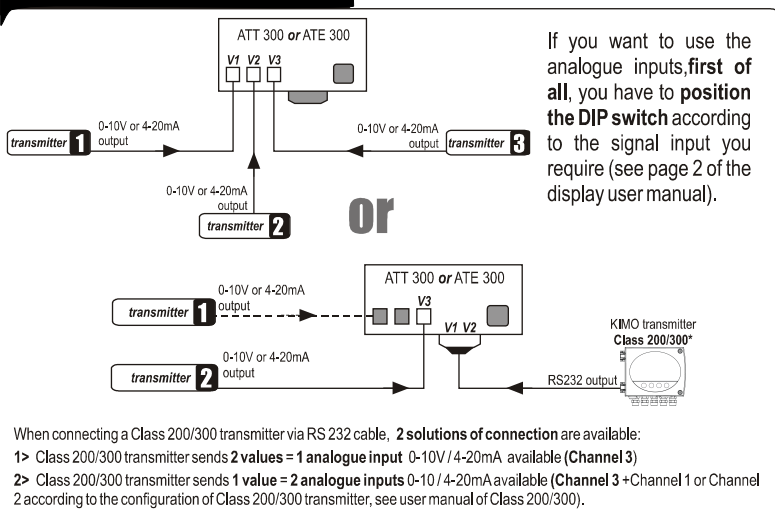 ATT 300 or ATE 300
V1 V2 V3
If you want to use the
analogue inputs,first of
all, you have to position
the DIP switch according
to the signal input you
require (see page 2 of the
display user manual).
transmitter 1
0-10V or 4-20mA
output
0-10V or 4-20mA
output
transmitter 3
0-10V or 4-20mA
output
transmitter 2
or
ATT 300 or ATE 300
V3
V1 V2
transmitter 1
0-10V or 4-20mA
output
transmitter 2
0-10V or 4-20mA
output
KIMO transmitter
Class 200/300*
RS232 output
When connecting a Class 200/300 transmitter via RS 232 cable, 2 solutions of connection are available:
1> Class 200/300 transmitter sends 2 values = 1 analogue input 0-10V / 4-20mA available (Channel 3)
2> Class 200/300 transmitter sends 1 value = 2 analogue inputs 0-10 / 4-20mA available (Channel 3 +Channel 1 or Channel
2 according to the configuration of Class 200/300 transmitter, see user manual of Class 200/300).